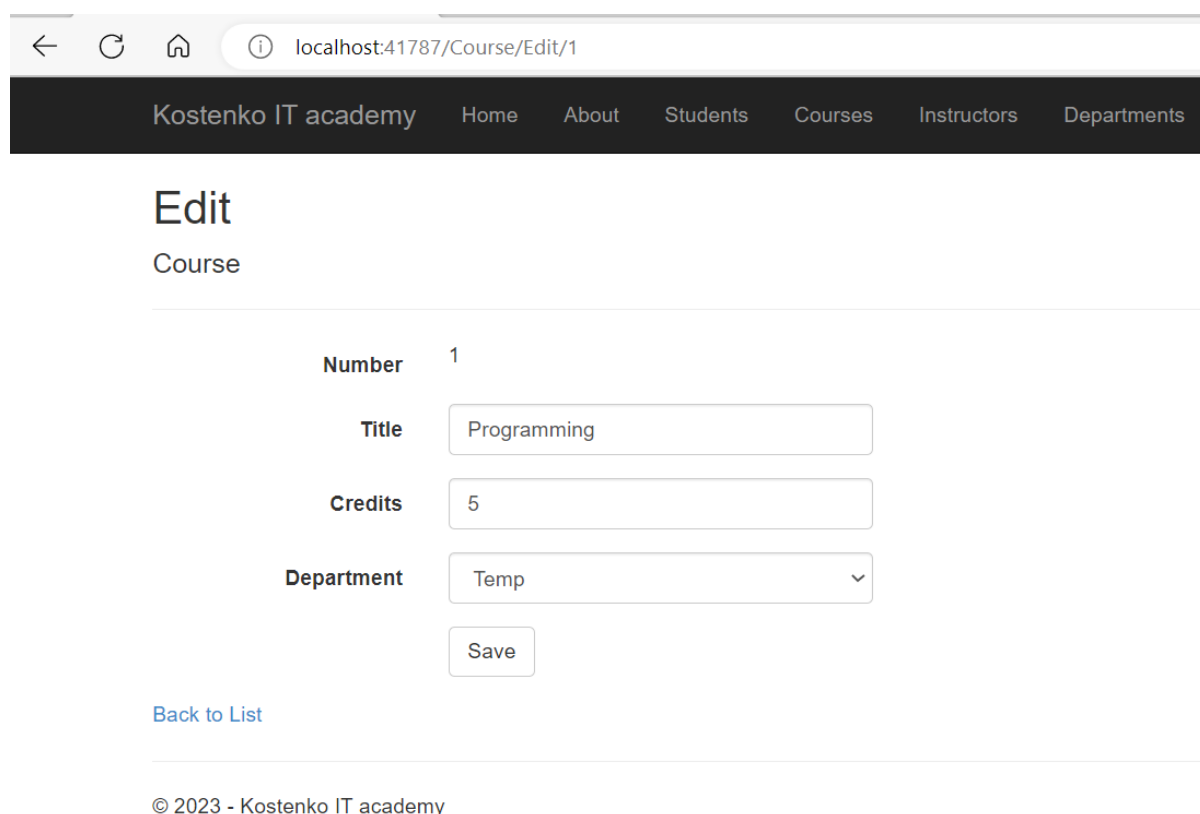 localhost:41787/Course/Edit/1
Kostenko IT academy Home About Students Courses Instructors Departments
Edit
Course
Number 1
Title Programming
Credits 5
Department Temp
Save
Back to List
© 2023 - Kostenko IT academy